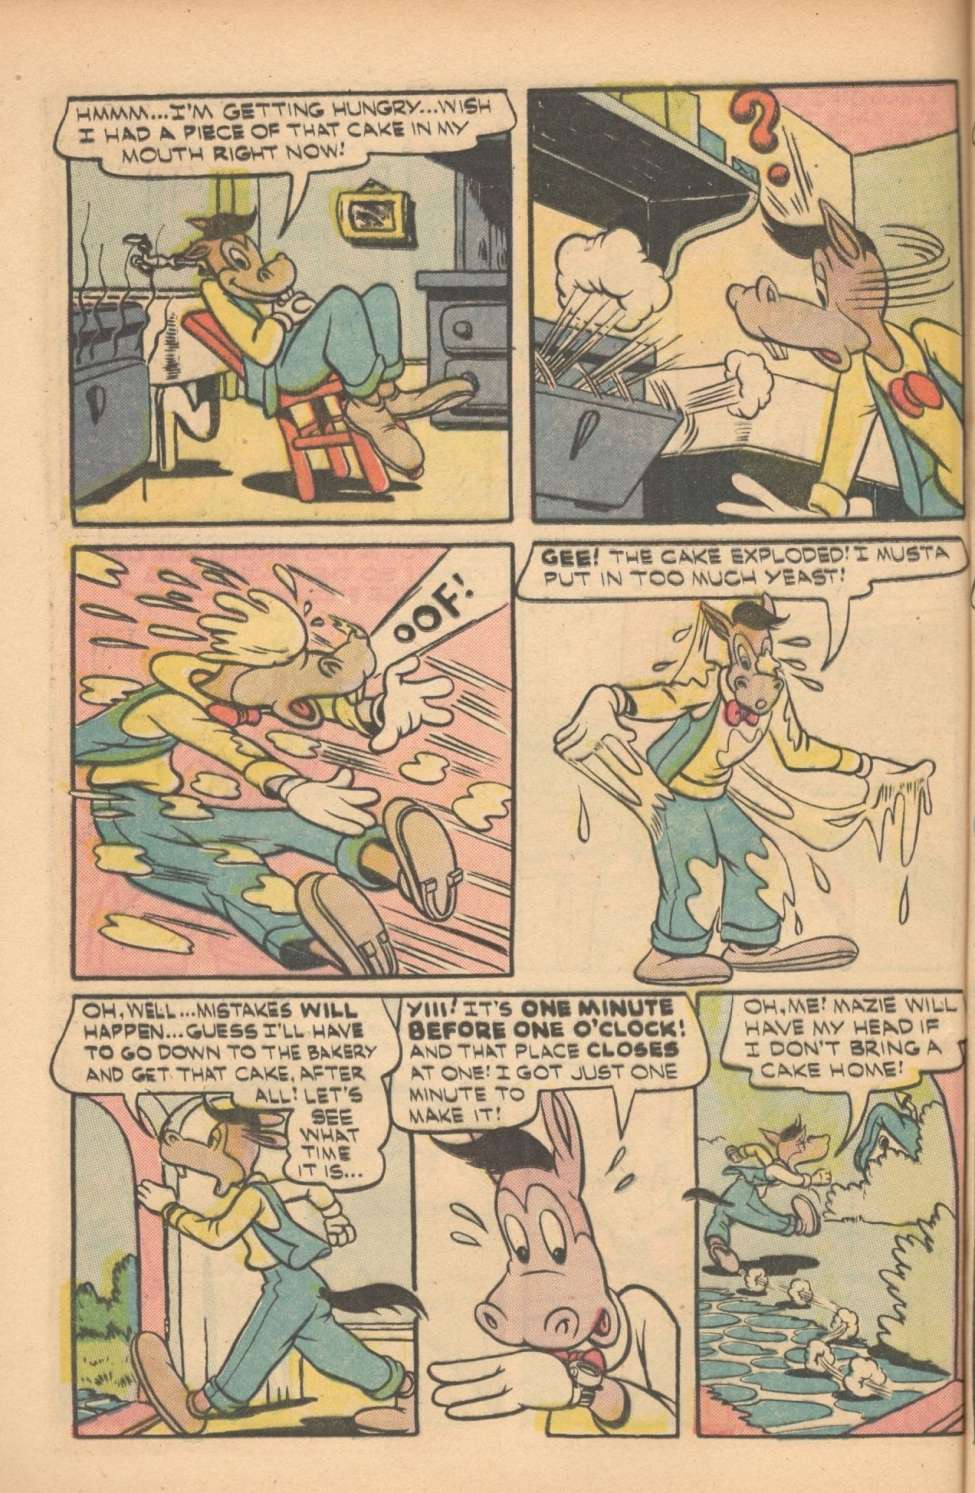 HMMMM...I'M GETTING HUNGRY...WISH
I HAD A PIECE OF THAT CAKE IN MY
MOUTH RIGHT NOW!
?
OOF!
GEE! THE CAKE EXPLODED! I MUSTA
PUT IN TOO MUCH YEAST!
OH, WELL...MISTAKES WILL
HAPPEN...GUESS I'LL HAVE
TO GO DOWN TO THE BAKERY
AND GET THAT CAKE, AFTER
ALL! LET'S
SEE
WHAT
TIME
IT IS...
YIII! IT'S ONE MINUTE
BEFORE ONE O'CLOCK!
AND THAT PLACE CLOSES
AT ONE! I GOT JUST ONE
MINUTE TO
MAKE IT!
OH, ME! MAZIE WILL
HAVE MY HEAD IF
I DON'T BRING A
CAKE HOME!